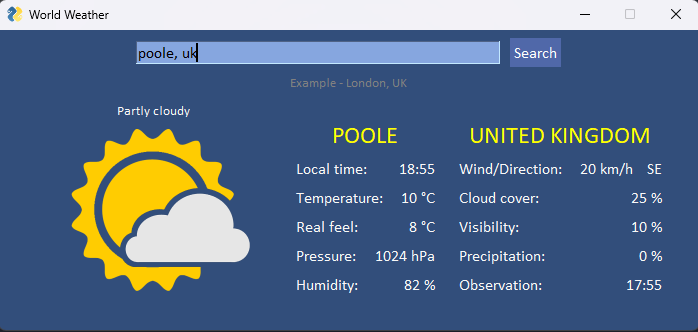 World Weather
poole, uk
Search
Example - London, UK
Partly cloudy
POOLE
Local time: 18:55
Temperature: 10 °C
Real feel: 8 °C
Pressure: 1024 hPa
Humidity: 82 %
UNITED KINGDOM
Wind/Direction: 20 km/h SE
Cloud cover: 25 %
Visibility: 10 %
Precipitation: 0 %
Observation: 17:55